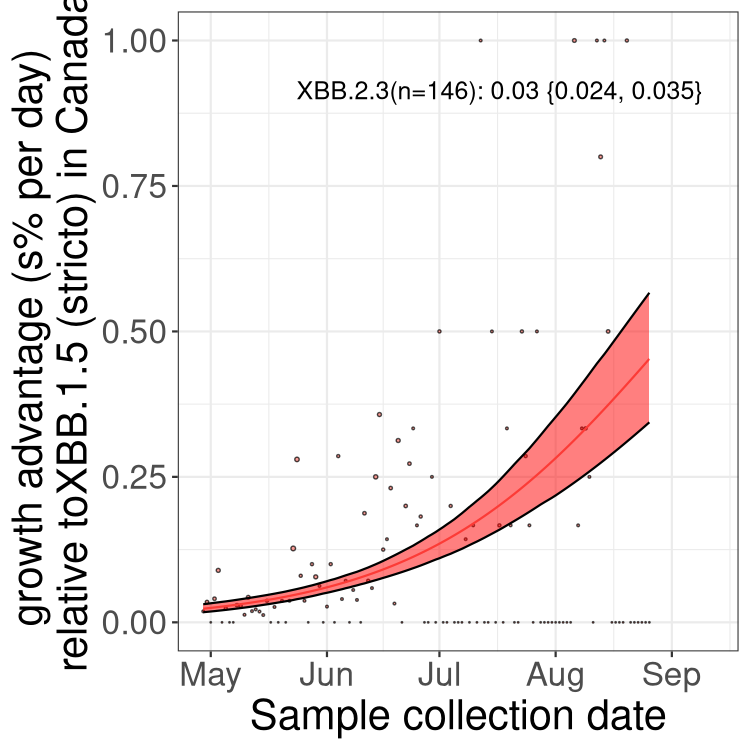 growth advantage (s% per day)
relative toXBB.1.5 (stricto) in Canada
1.00
0.75
0.50
0.25
0.00
XBB.2.3(n=146): 0.03 {0.024, 0.035}
May Jun Jul Aug Sep
Sample collection date